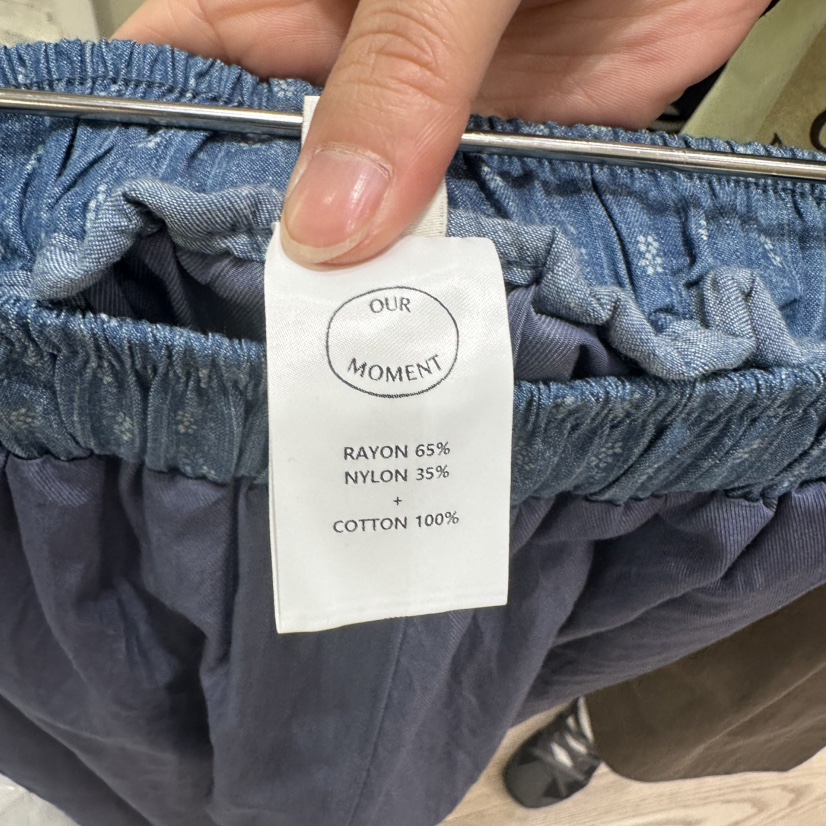 OUR
MOMENT
RAYON 65%
NYLON 35%
+
COTTON 100%